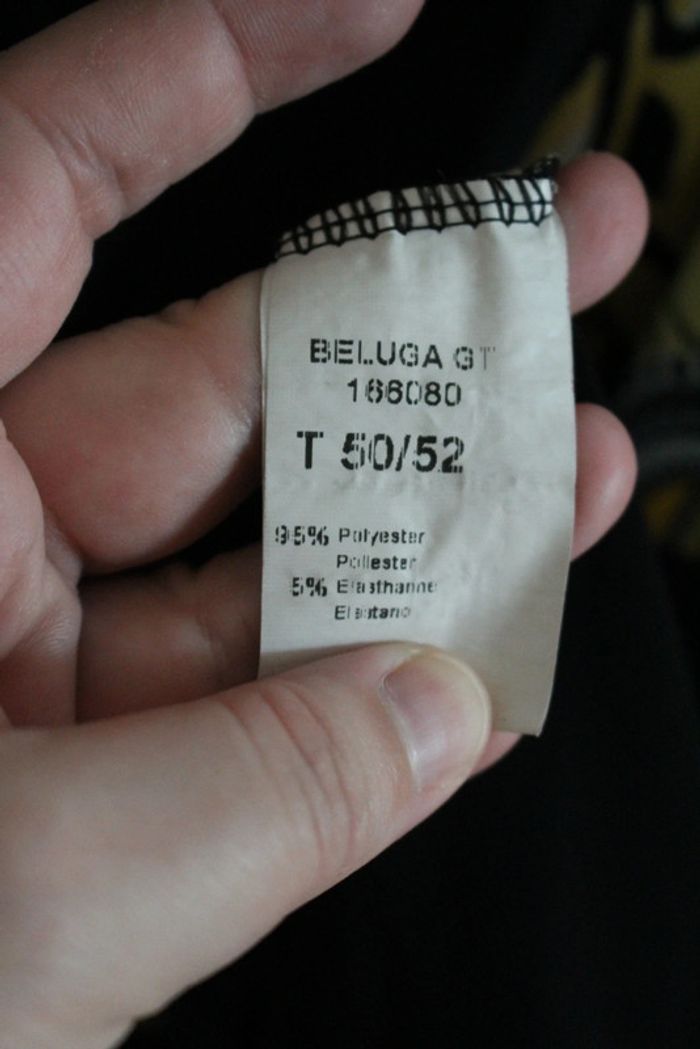 BELUGA GT
166080
T 50/52
95% Polyester
Poliester
5% Elasthanne
Elastano